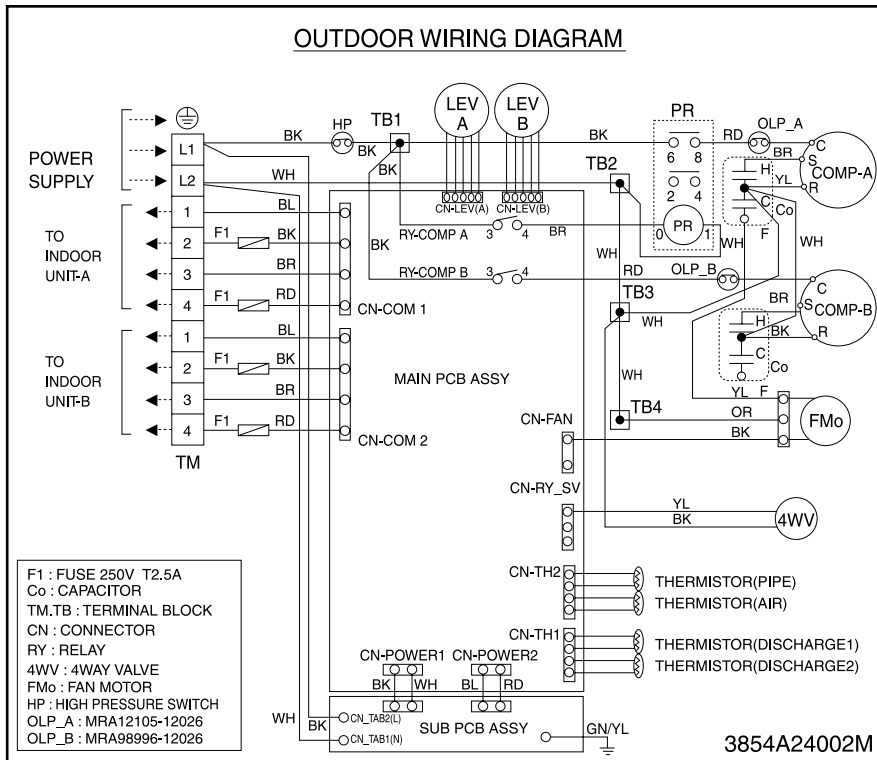 OUTDOOR WIRING DIAGRAM
LEV A
LEV B
HP
TB1
PR
OLP_A
POWER SUPPLY
L1
BK
BK
BK
BK
RD
C
BR
S
YL
R
COMP-A
6 8
2 4
H
C
Co
F
L2
WH
TB2
CN-LEV(A)
CN-LEV(B)
TO INDOOR UNIT-A
1
BL
2
F1
BK
3
BR
4
F1
RD
CN-COM 1
RY-COMP A
3 4
BR
0
PR
1
WH
WH
BK
RY-COMP B
3 4
WH
RD
OLP_B
C
BR
S
COMP-B
R
TB3
WH
H
BK
C
Co
TO INDOOR UNIT-B
1
BL
2
F1
BK
3
BR
4
F1
RD
CN-COM 2
TM
MAIN PCB ASSY
WH
TB4
YL
F
OR
BK
FMo
CN-FAN
CN-RY_SV
YL
BK
4WV
CN-TH2
THERMISTOR(PIPE)
THERMISTOR(AIR)
CN-TH1
THERMISTOR(DISCHARGE1)
THERMISTOR(DISCHARGE2)
F1 : FUSE 250V T2.5A
Co : CAPACITOR
TM.TB : TERMINAL BLOCK
CN : CONNECTOR
RY : RELAY
4WV : 4WAY VALVE
FMo : FAN MOTOR
HP : HIGH PRESSURE SWITCH
OLP_A : MRA12105-12026
OLP_B : MRA98996-12026
CN-POWER1
CN-POWER2
BK
WH
BL
RD
WH
BK
CN_TAB2(L)
SUB PCB ASSY
CN_TAB1(N)
GN/YL
3854A24002M